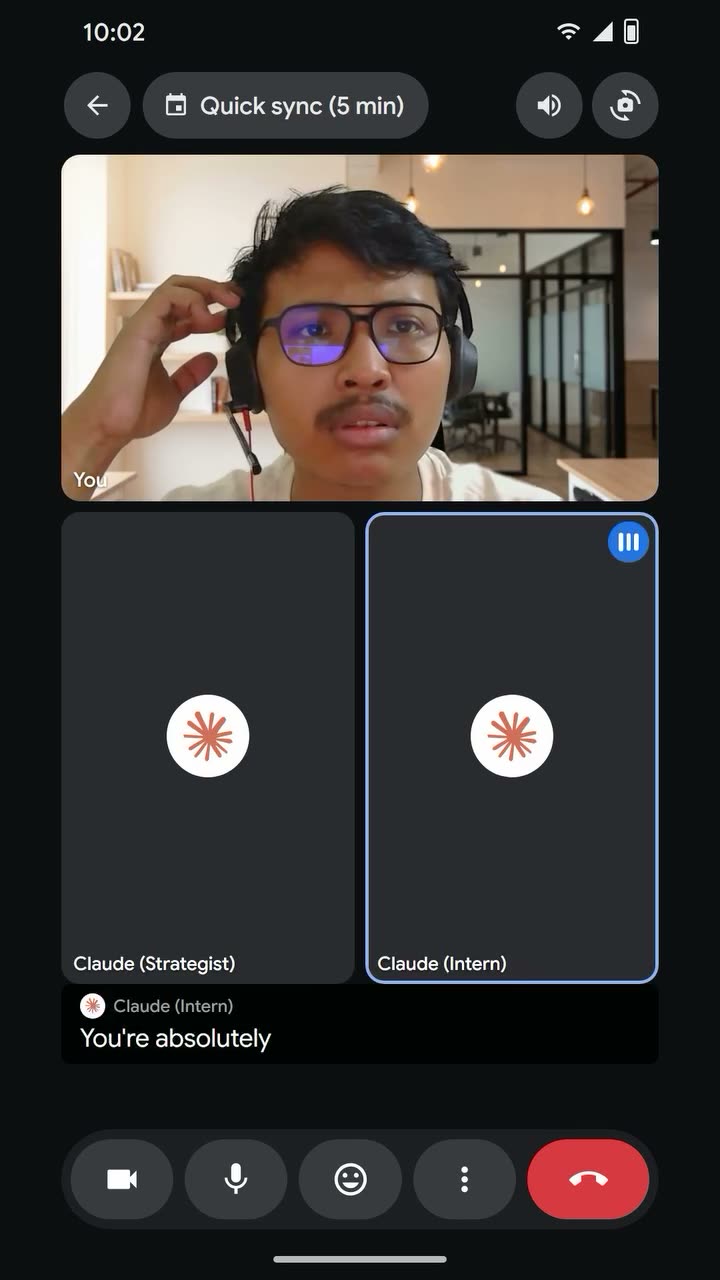 10:02
Quick sync (5 min)
You
Claude (Strategist)
Claude (Intern)
Claude (Intern)
You're absolutely